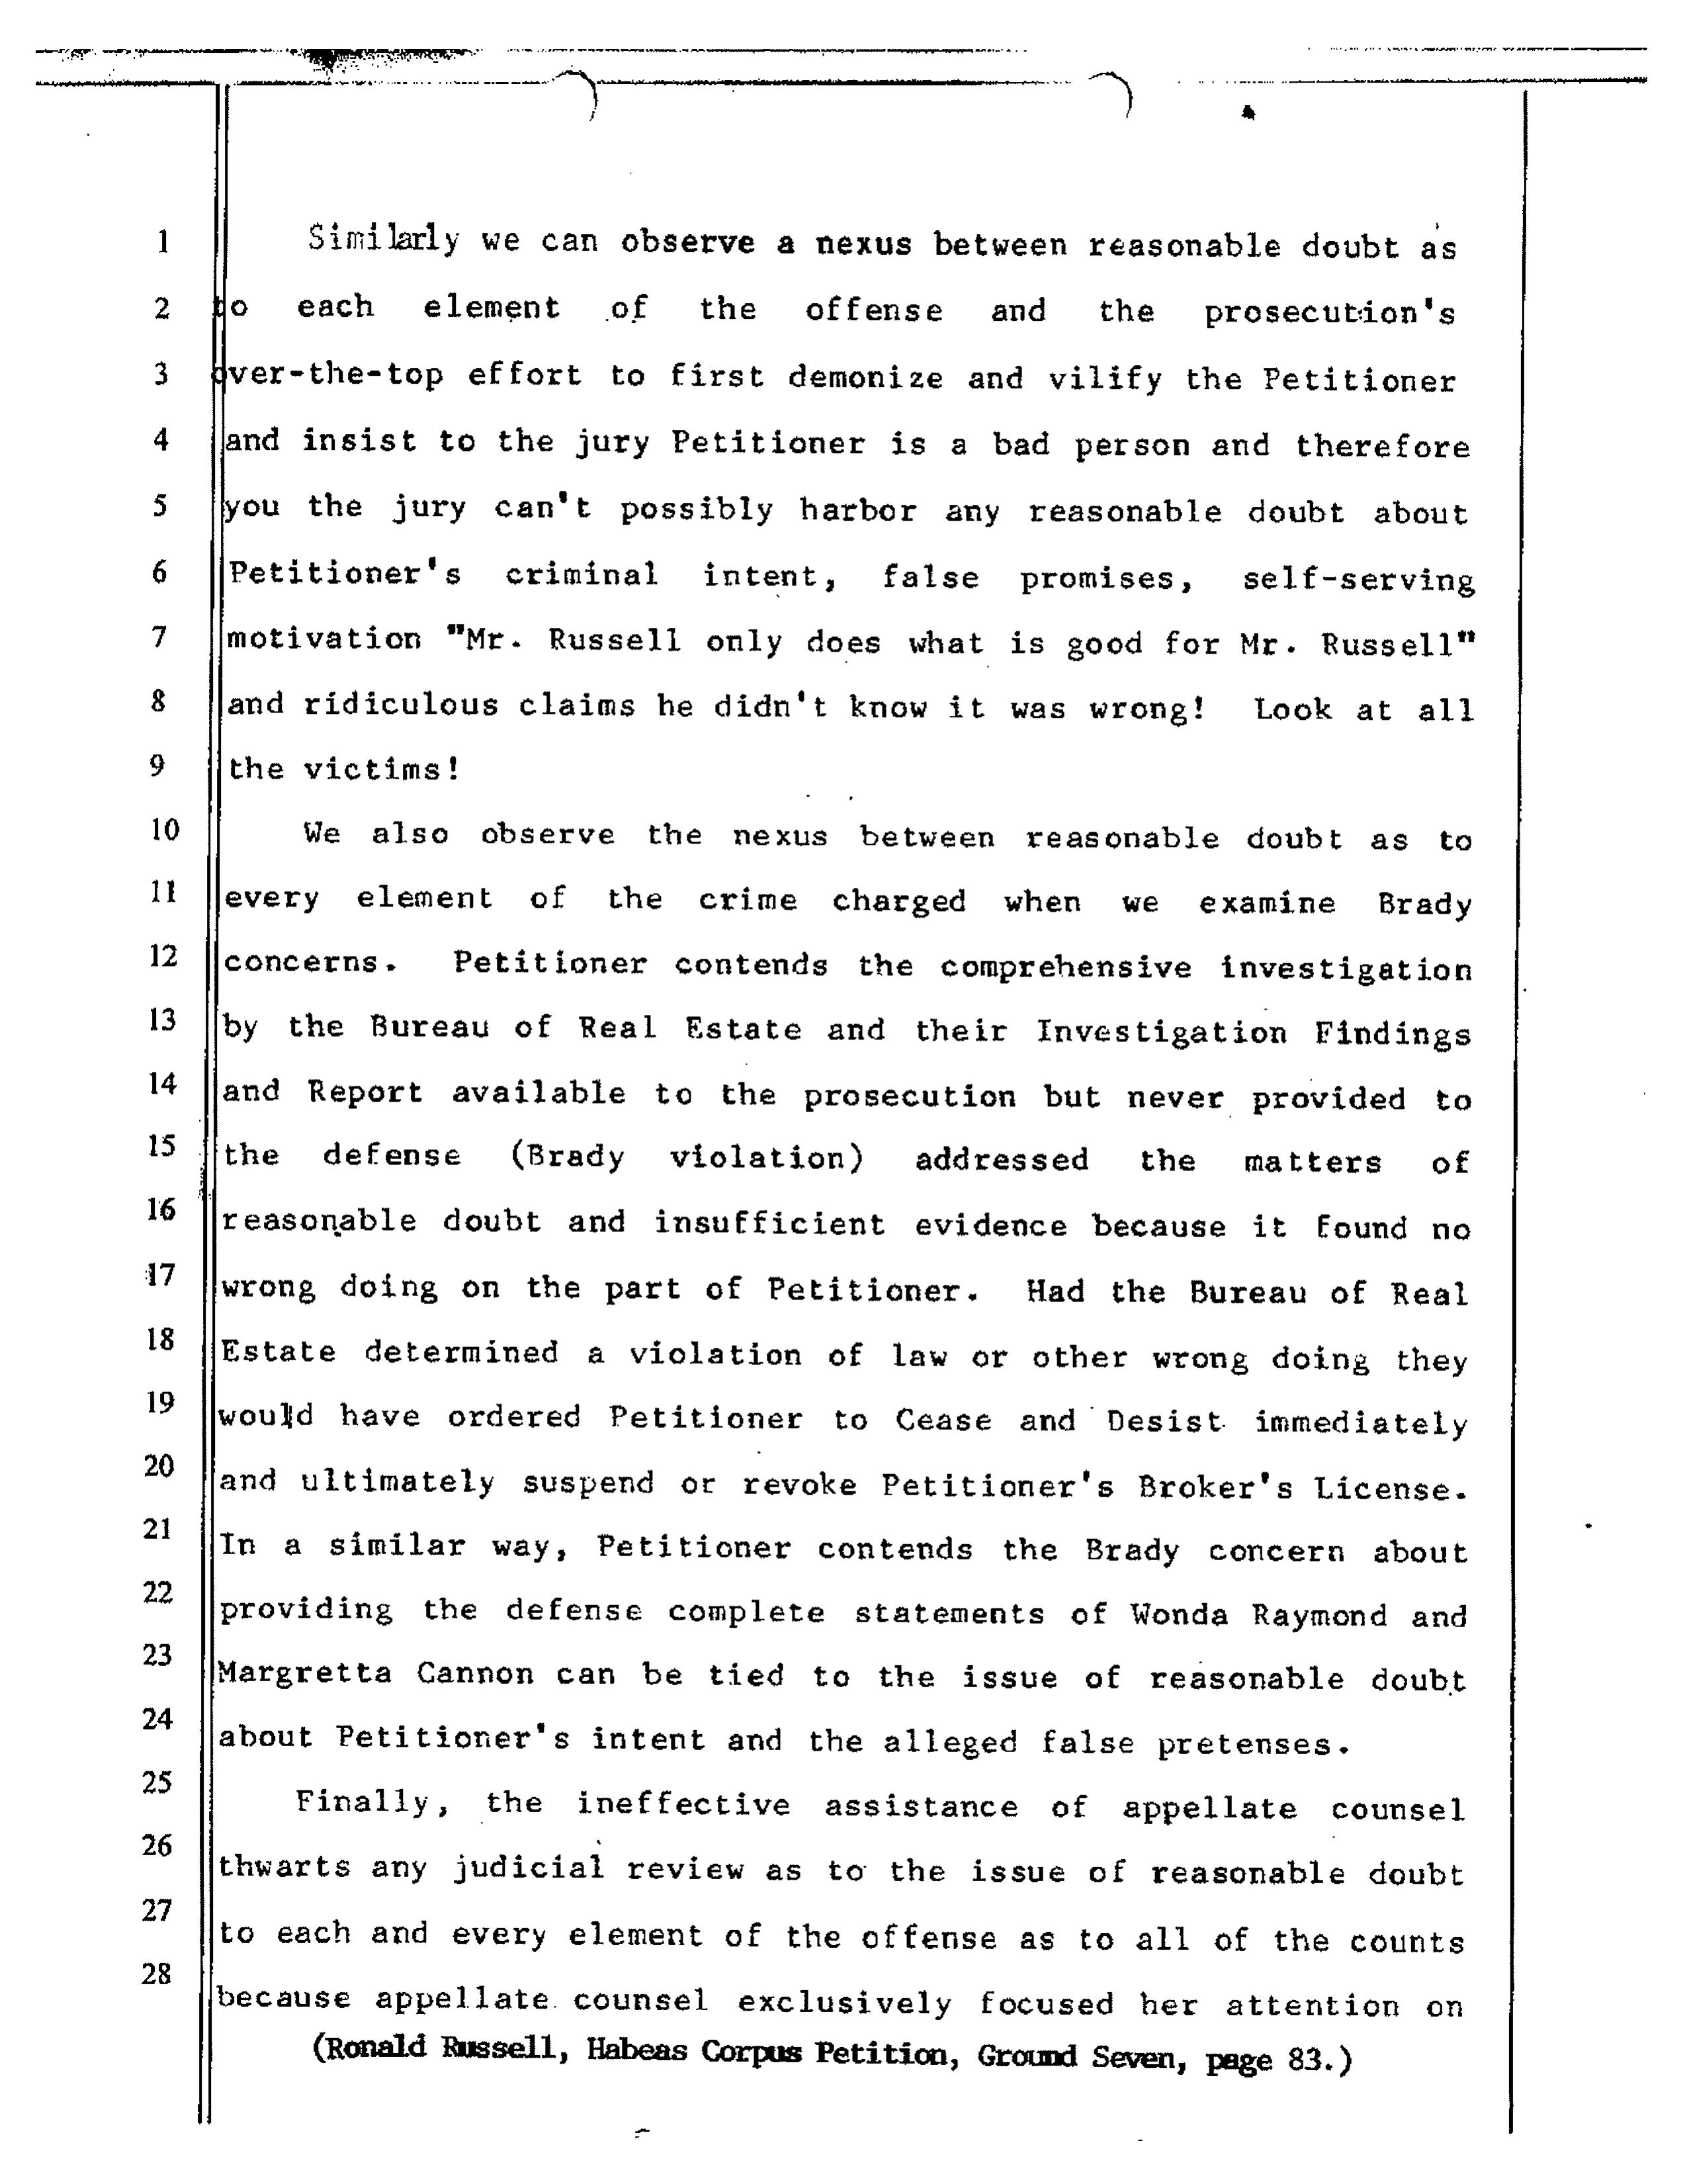 1 Similarly we can observe a nexus between reasonable doubt as
2 to each element of the offense and the prosecution's
3 over-the-top effort to first demonize and vilify the Petitioner
4 and insist to the jury Petitioner is a bad person and therefore
5 you the jury can't possibly harbor any reasonable doubt about
6 Petitioner's criminal intent, false promises, self-serving
7 motivation "Mr. Russell only does what is good for Mr. Russell"
8 and ridiculous claims he didn't know it was wrong! Look at all
9 the victims!
10 We also observe the nexus between reasonable doubt as to
11 every element of the crime charged when we examine Brady
12 concerns. Petitioner contends the comprehensive investigation
13 by the Bureau of Real Estate and their Investigation Findings
14 and Report available to the prosecution but never provided to
15 the defense (Brady violation) addressed the matters of
16 reasonable doubt and insufficient evidence because it found no
17 wrong doing on the part of Petitioner. Had the Bureau of Real
18 Estate determined a violation of law or other wrong doing they
19 would have ordered Petitioner to Cease and Desist immediately
20 and ultimately suspend or revoke Petitioner's Broker's License.
21 In a similar way, Petitioner contends the Brady concern about
22 providing the defense complete statements of Wonda Raymond and
23 Margretta Cannon can be tied to the issue of reasonable doubt
24 about Petitioner's intent and the alleged false pretenses.
25 Finally, the ineffective assistance of appellate counsel
26 thwarts any judicial review as to the issue of reasonable doubt
27 to each and every element of the offense as to all of the counts
28 because appellate counsel exclusively focused her attention on
(Ronald Russell, Habeas Corpus Petition, Ground Seven, page 83.)